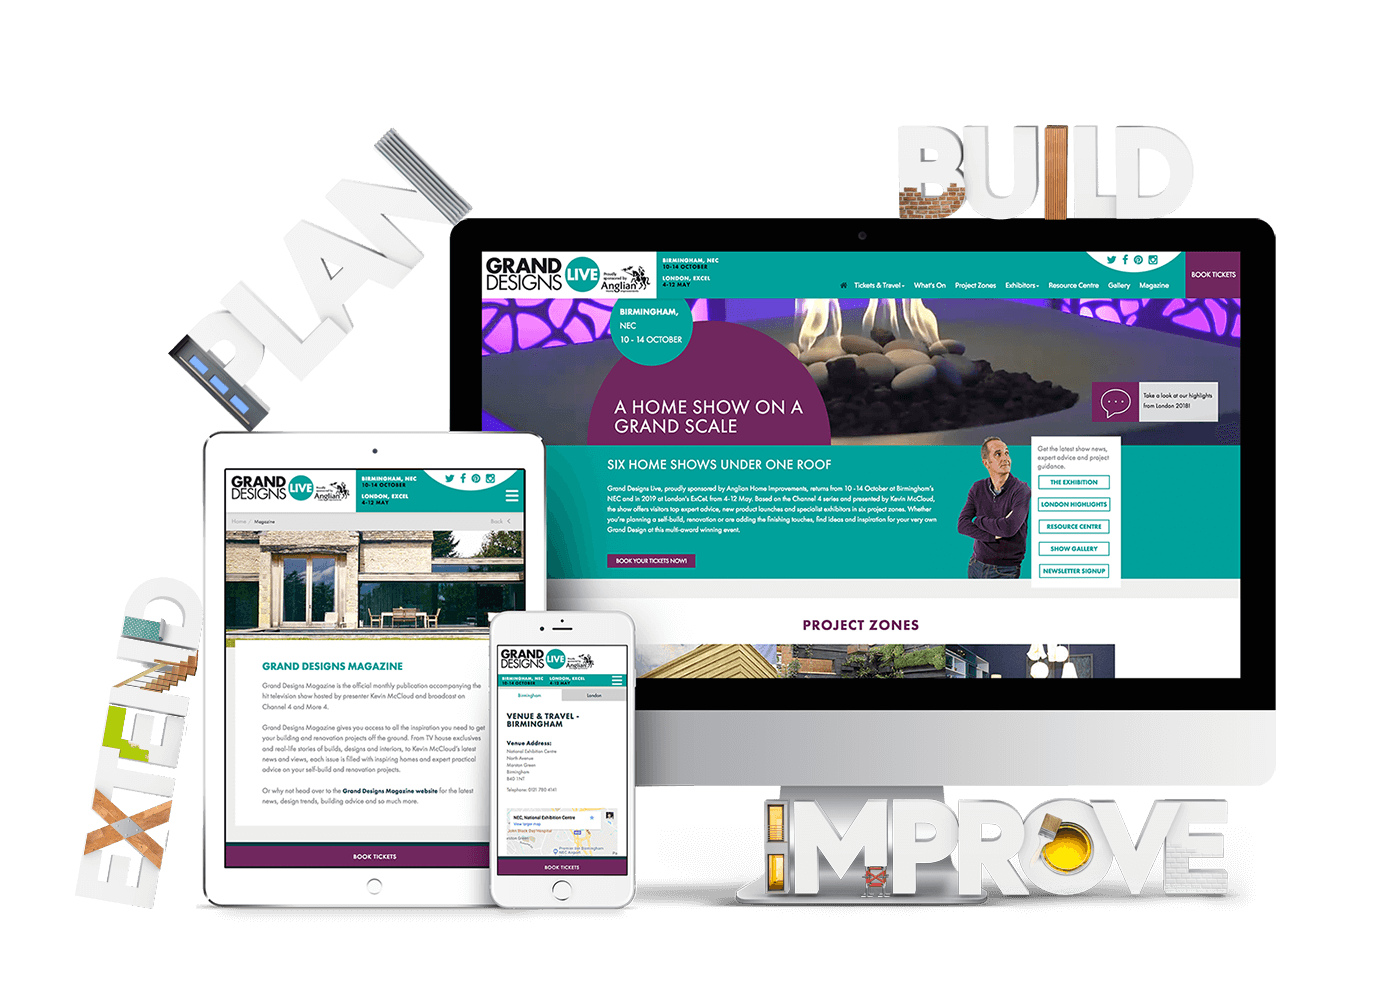 PLAN
BUILD
EXTEND
IMPROVE
GRAND
DESIGNS
LIVE
Proudly
sponsored by
Anglian
Home Improvements
BIRMINGHAM, NEC
10-14 OCTOBER
LONDON, EXCEL
4-12 MAY
BOOK TICKETS
Tickets & Travel
What's On
Project Zones
Exhibitors
Resource Centre
Gallery
Magazine
BIRMINGHAM,
NEC
10 - 14 OCTOBER
A HOME SHOW ON A
GRAND SCALE
Take a look at our highlights
from London 2018!
SIX HOME SHOWS UNDER ONE ROOF
Grand Designs Live, proudly sponsored by Anglian Home Improvements, returns from 10 - 14 October at Birmingham's
NEC and in 2019 at London's ExCeL from 4-12 May. Based on the Channel 4 series and presented by Kevin McCloud,
the show offers visitors top expert advice, new product launches and specialist exhibitors in six project zones. Whether
you're planning a self-build, renovation or are adding the finishing touches, find ideas and inspiration for your very own
Grand Design at this multi-award winning event.
BOOK YOUR TICKETS NOW!
Get the latest show news,
expert advice and project
guidance.
THE EXHIBITION
LONDON HIGHLIGHTS
RESOURCE CENTRE
SHOW GALLERY
NEWSLETTER SIGNUP
PROJECT ZONES
GRAND
DESIGNS
LIVE
Proudly
sponsored by
Anglian
BIRMINGHAM, NEC
10-14 OCTOBER
LONDON, EXCEL
4-12 MAY
Home / Magazine
Back
GRAND DESIGNS MAGAZINE
Grand Designs Magazine is the official monthly publication accompanying the
hit television show hosted by presenter Kevin McCloud and broadcast on
Channel 4 and More 4.
Grand Designs Magazine gives you access to all the inspiration you need to get
your building and renovation projects off the ground. From TV house exclusives
and real-life stories of builds, designs and interiors, to Kevin McCloud's latest
news and views, each issue is filled with inspiring homes and expert practical
advice on your self-build and renovation projects.
Or why not head over to the Grand Designs Magazine website for the latest
news, design trends, building advice and so much more.
BOOK TICKETS
GRAND
DESIGNS
LIVE
Anglian
BIRMINGHAM, NEC
10-14 OCTOBER
LONDON, EXCEL
4-12 MAY
Birmingham
London
VENUE & TRAVEL -
BIRMINGHAM
Venue Address:
National Exhibition Centre
North Avenue
Marston Green
Birmingham
B40 1NT
Telephone: 0121 780 4141
NEC, National Exhibition Centre
View larger map
Premier Inn Birmingham
NEC Airport
BOOK TICKETS